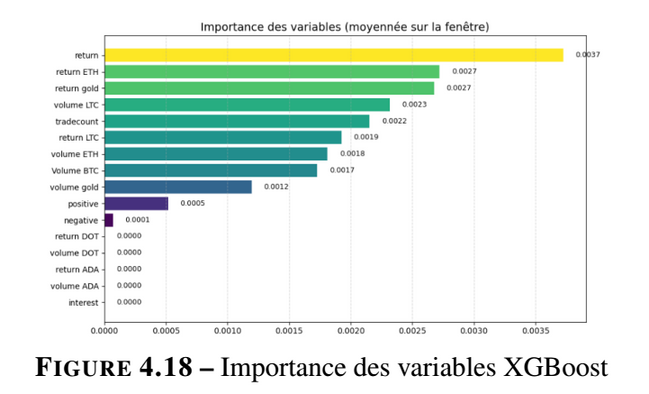 Importance des variables (moyennée sur la fenêtre)
return 0.0037
return ETH 0.0027
return gold 0.0027
volume LTC 0.0023
tradecount 0.0022
return LTC 0.0019
volume ETH 0.0018
Volume BTC 0.0017
volume gold 0.0012
positive 0.0005
negative 0.0001
return DOT 0.0000
volume DOT 0.0000
return ADA 0.0000
volume ADA 0.0000
interest 0.0000
0.0000 0.0005 0.0010 0.0015 0.0020 0.0025 0.0030 0.0035
FIGURE 4.18 – Importance des variables XGBoost